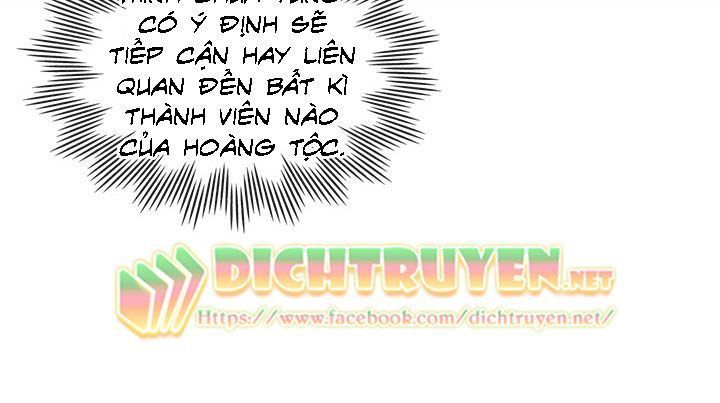 CÓ Ý ĐỊNH SẼ
TIẾP CẬN HAY LIÊN
QUAN ĐẾN BẤT KÌ
THÀNH VIÊN NÀO
CỦA HOÀNG TỘC.
DICHTRUYEN.NET
Https://www.facebook.com/dichtruyen.net/